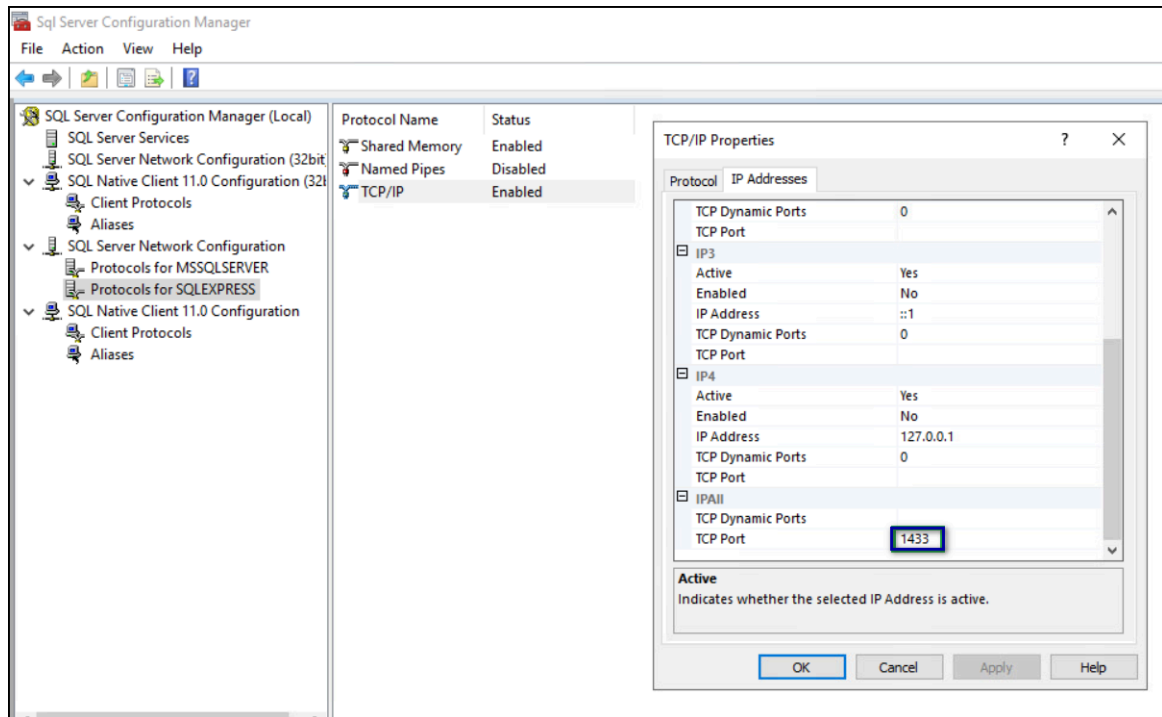 Sql Server Configuration Manager
File Action View Help
SQL Server Configuration Manager (Local)
SQL Server Services
SQL Server Network Configuration (32bit
SQL Native Client 11.0 Configuration (32b
Client Protocols
Aliases
SQL Server Network Configuration
Protocols for MSSQLSERVER
Protocols for SQLEXPRESS
SQL Native Client 11.0 Configuration
Client Protocols
Aliases
Protocol Name Status
Shared Memory Enabled
Named Pipes Disabled
TCP/IP Enabled
TCP/IP Properties ?
Protocol IP Addresses
TCP Dynamic Ports 0
TCP Port
IP3
Active Yes
Enabled No
IP Address ::1
TCP Dynamic Ports 0
TCP Port
IP4
Active Yes
Enabled No
IP Address 127.0.0.1
TCP Dynamic Ports 0
TCP Port
IPAll
TCP Dynamic Ports
TCP Port 1433
Active
Indicates whether the selected IP Address is active.
OK Cancel Apply Help